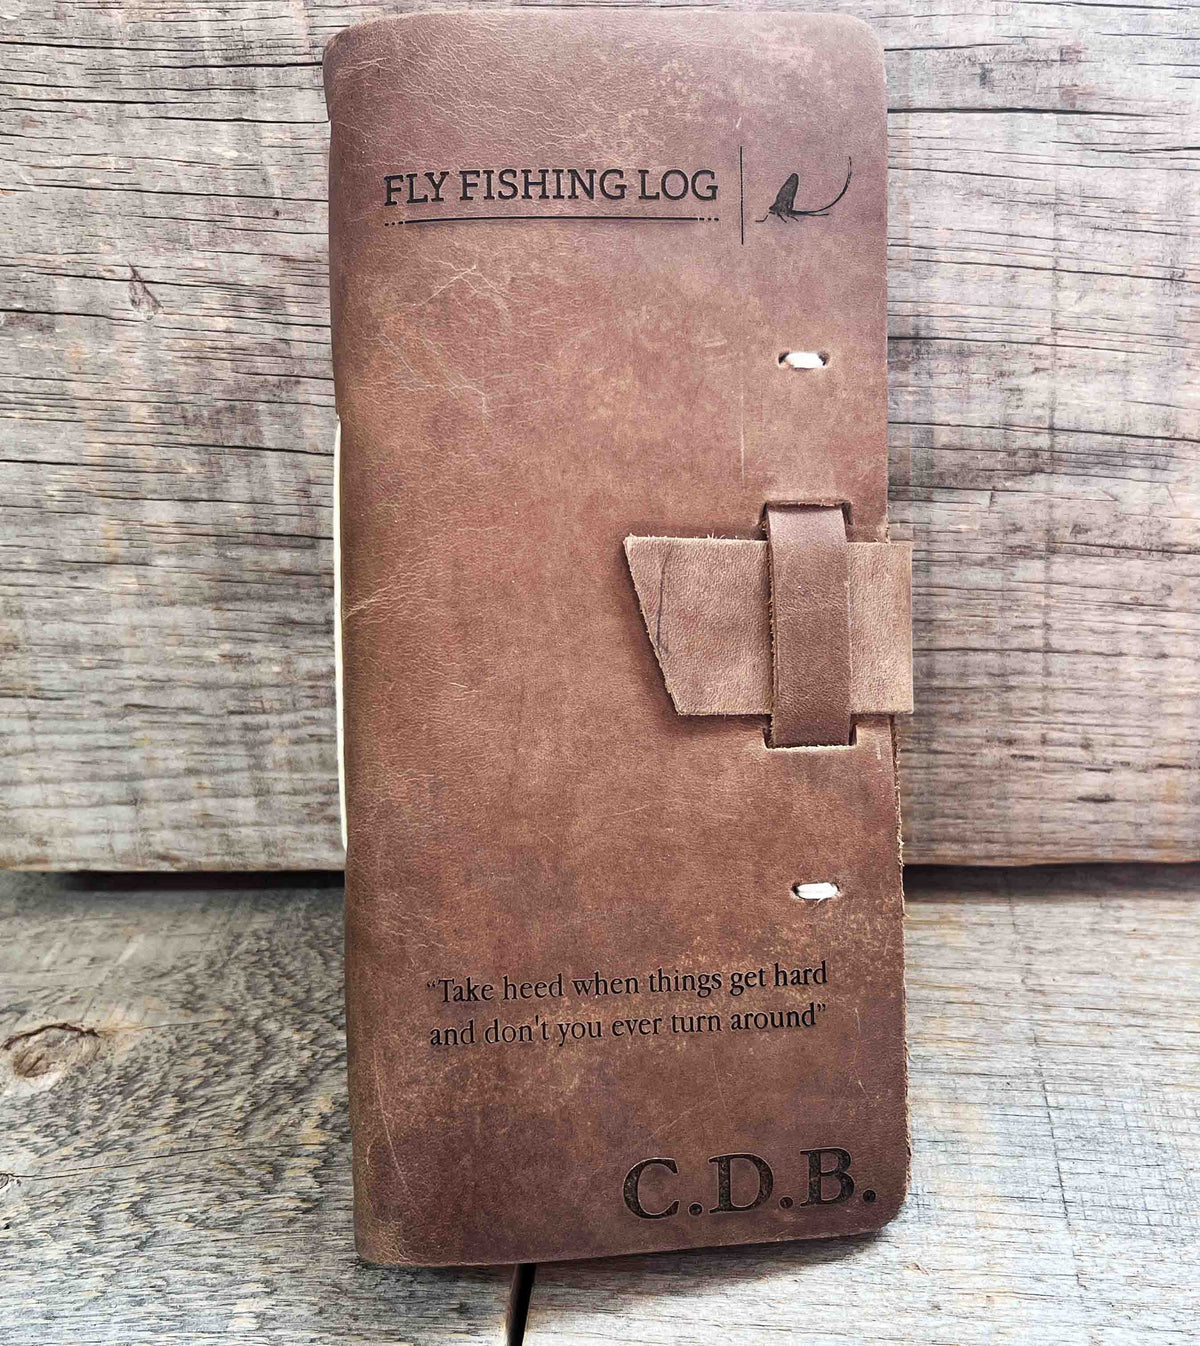 FLY FISHING LOG
“Take heed when things get hard
and don't you ever turn around”
C.D.B.